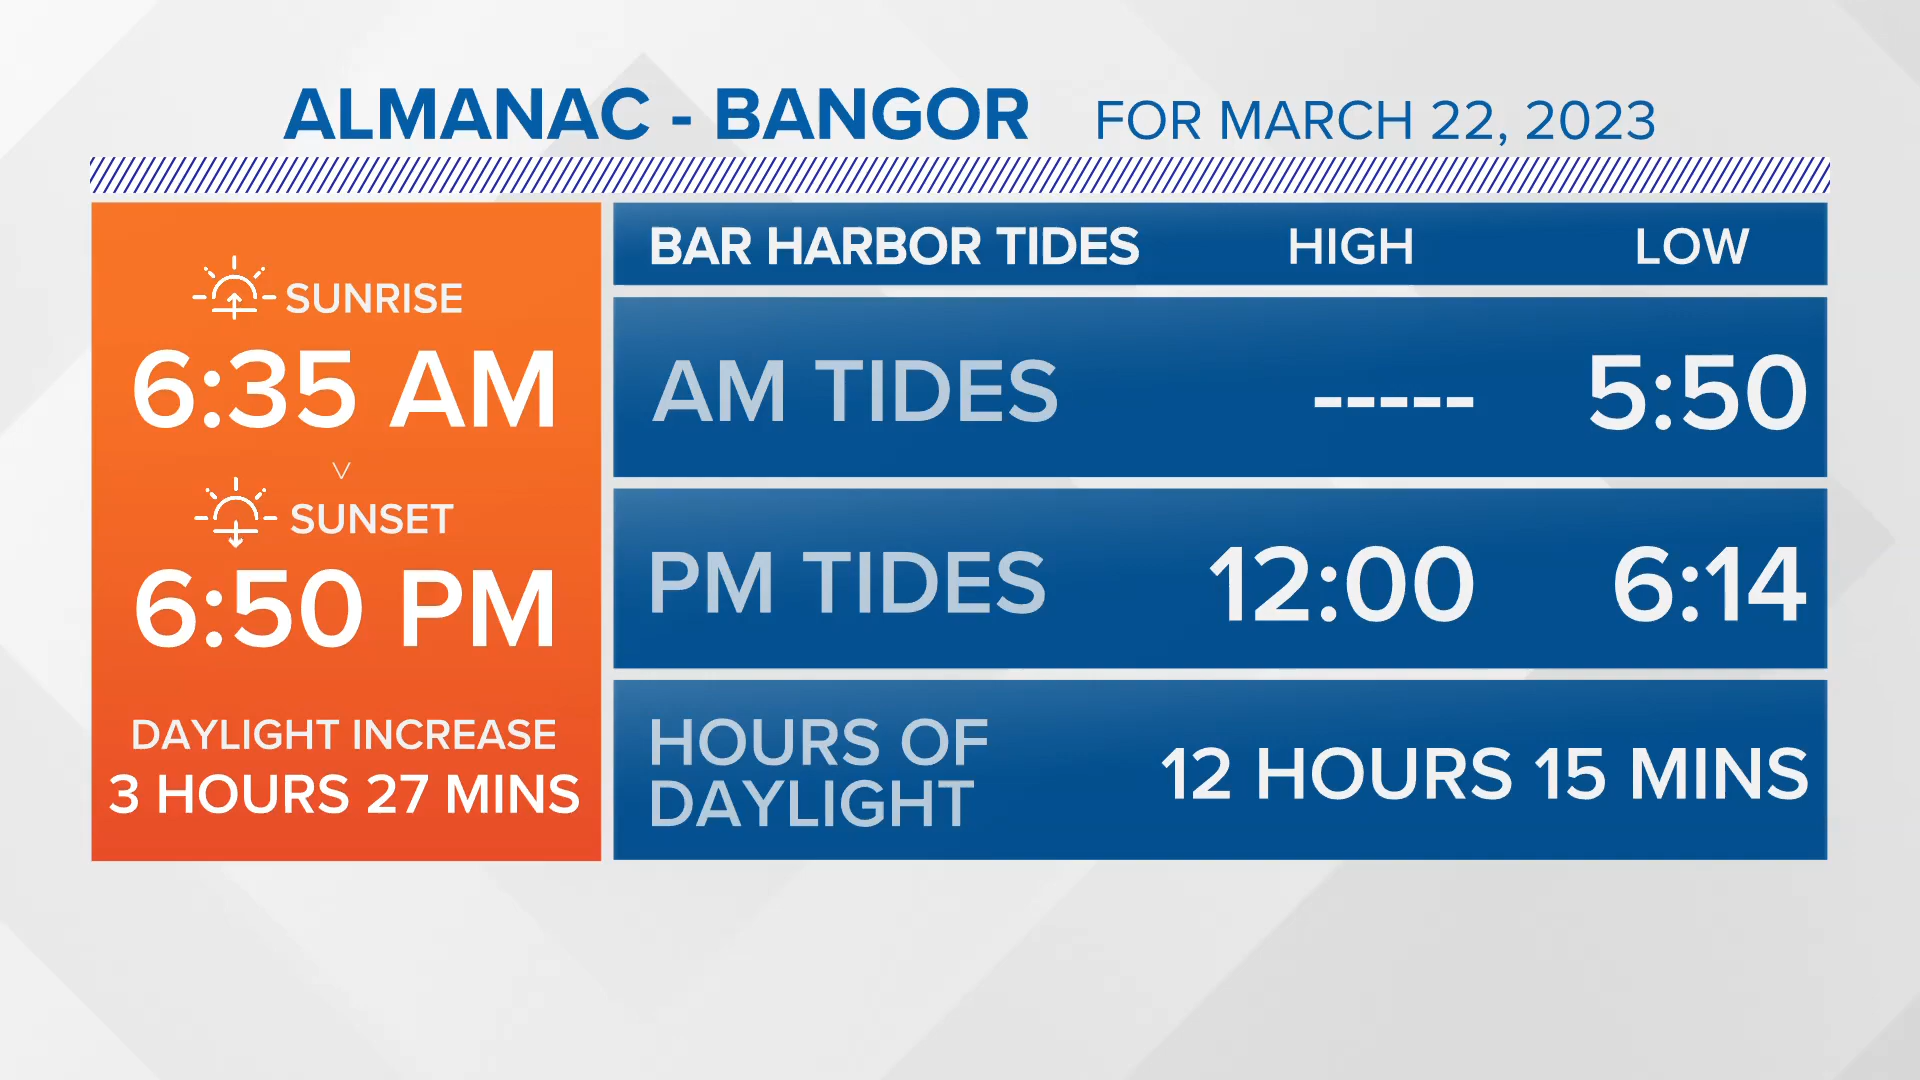 ALMANAC - BANGOR FOR MARCH 22, 2023
SUNRISE
6:35 AM
SUNSET
6:50 PM
DAYLIGHT INCREASE
3 HOURS 27 MINS
BAR HARBOR TIDES HIGH LOW
AM TIDES ----- 5:50
PM TIDES 12:00 6:14
HOURS OF
DAYLIGHT
12 HOURS 15 MINS